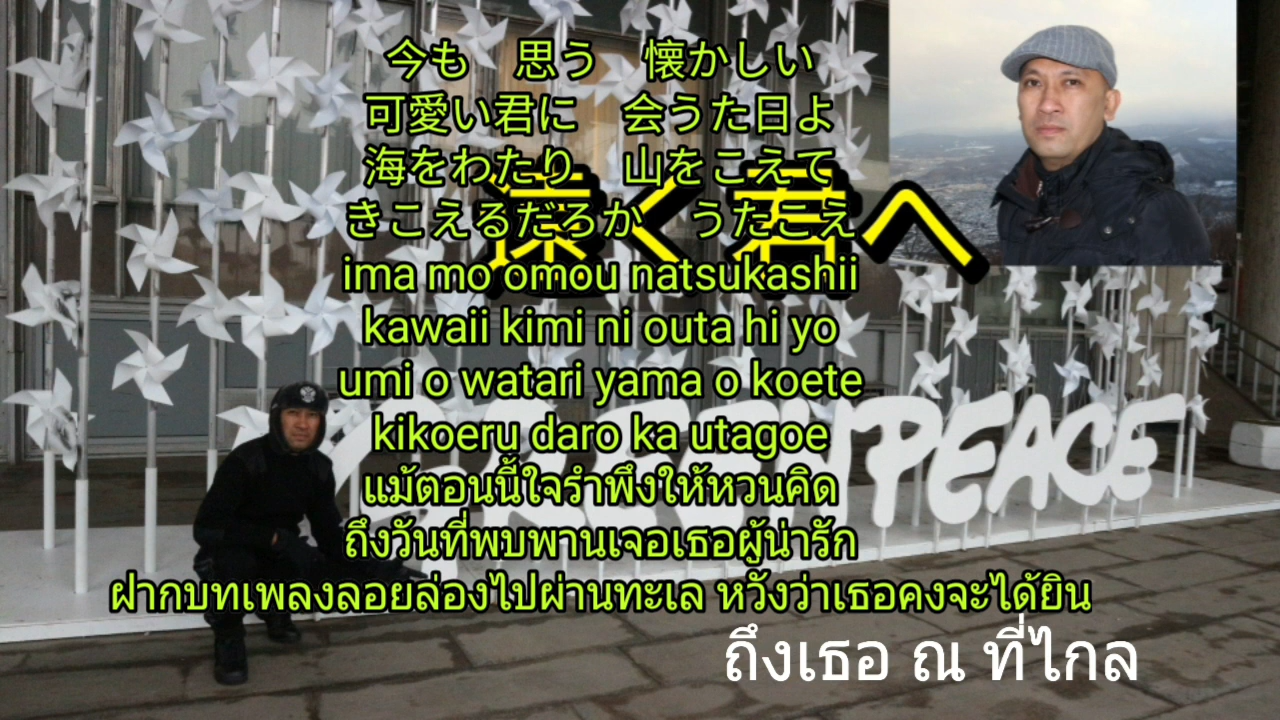 今も 思う 懐かしい
可愛い君に 会うた日よ
海をわたり 山をこえて
きこえるだろか うたごえ
遠く君へ
ima mo omou natsukashii
kawaii kimi ni outa hi yo
umi o watari yama o koete
kikoeru daro ka utagoe
แม้ตอนนี้ใจรำพึงให้หวนคิด
ถึงวันที่พบพานเจอเธอผู้น่ารัก
ฝากบทเพลงลอยล่องไปผ่านทะเล หวังว่าเธอคงจะได้ยิน
ถึงเธอ ณ ที่ไกล
PEACE